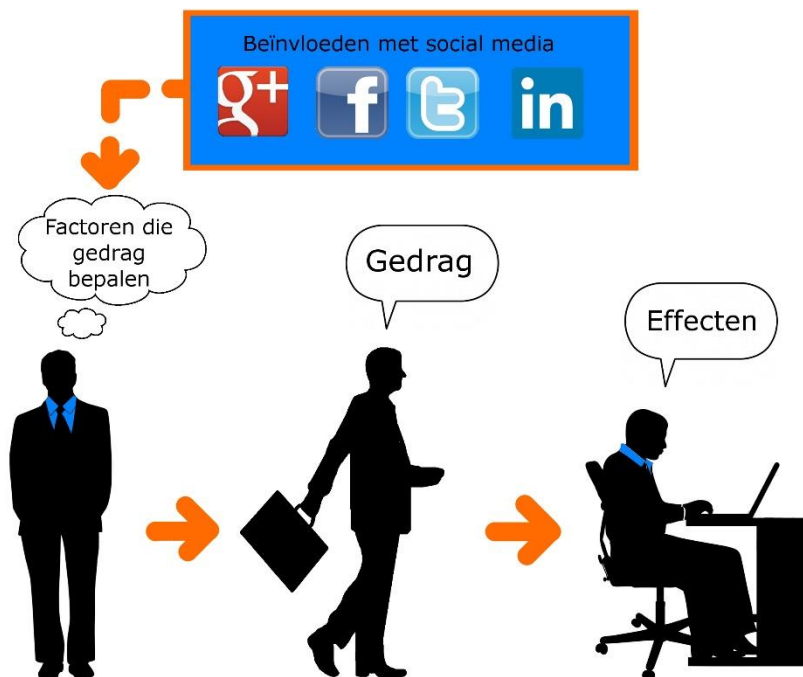 Beïnvloeden met social media
g+
f
t
in
Factoren die
gedrag
bepalen
Gedrag
Effecten